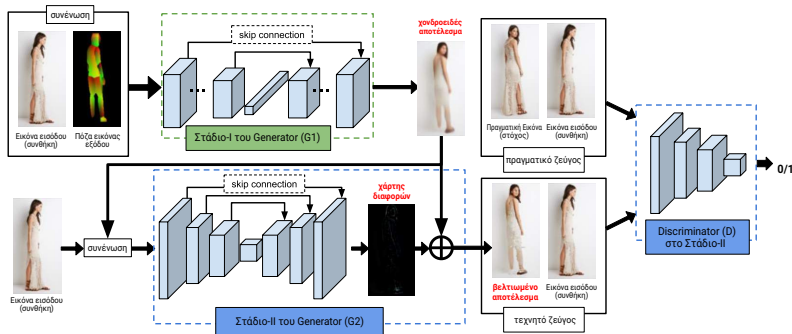 συνένωση
Εικόνα εισόδου
(συνθήκη)
Πόζα εικόνας
εξόδου
skip connection
Στάδιο-I του Generator (G1)
χονδροειδές
αποτέλεσμα
Πραγματική Εικόνα
(στόχος)
Εικόνα εισόδου
(συνθήκη)
πραγματικό ζεύγος
Εικόνα εισόδου
(συνθήκη)
συνένωση
skip connection
χάρτης
διαφορών
Στάδιο-II του Generator (G2)
βελτιωμένο
αποτέλεσμα
Εικόνα εισόδου
(συνθήκη)
τεχνητό ζεύγος
Discriminator (D)
στο Στάδιο-II
0/1